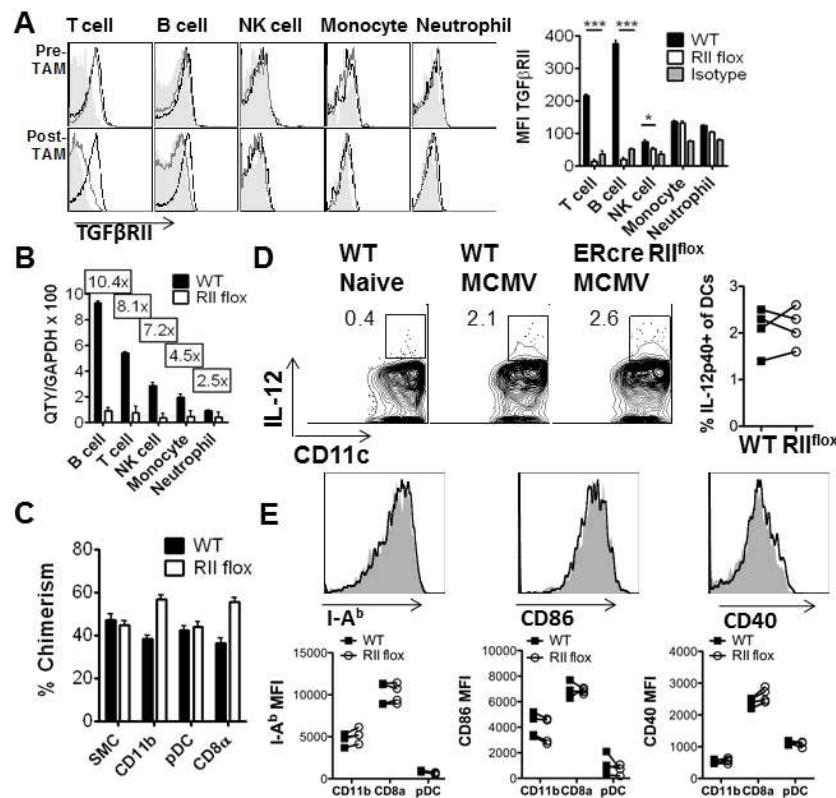 A
T cell B cell NK cell Monocyte Neutrophil
Pre-
TAM
Post-
TAM
TGFβRII
MFI TGFβRII
400
300
200
100
0
*** ***
*
WT
RII flox
Isotype
T cell
B cell
NK cell
Monocyte
Neutrophil
B
QTY/GAPDH x 100
10
8
6
4
2
0
10.4x
8.1x
7.2x
4.5x
2.5x
WT
RII flox
B cell
T cell
NK cell
Monocyte
Neutrophil
D
WT
Naive
WT
MCMV
ERcre RIIflox
MCMV
0.4
2.1
2.6
IL-12
CD11c
% IL-12p40+ of DCs
3
2
1
0
WT RIIflox
C
% Chimerism
80
60
40
20
0
WT
RII flox
SMC
CD11b
pDC
CD8α
E
I-Ab
CD86
CD40
WT
RII flox
I-Ab MFI
15000
10000
5000
0
CD11b CD8a pDC
WT
RII flox
CD86 MFI
10000
8000
6000
4000
2000
0
CD11b CD8a pDC
WT
RII flox
CD40 MFI
4000
3000
2000
1000
0
CD11b CD8a pDC